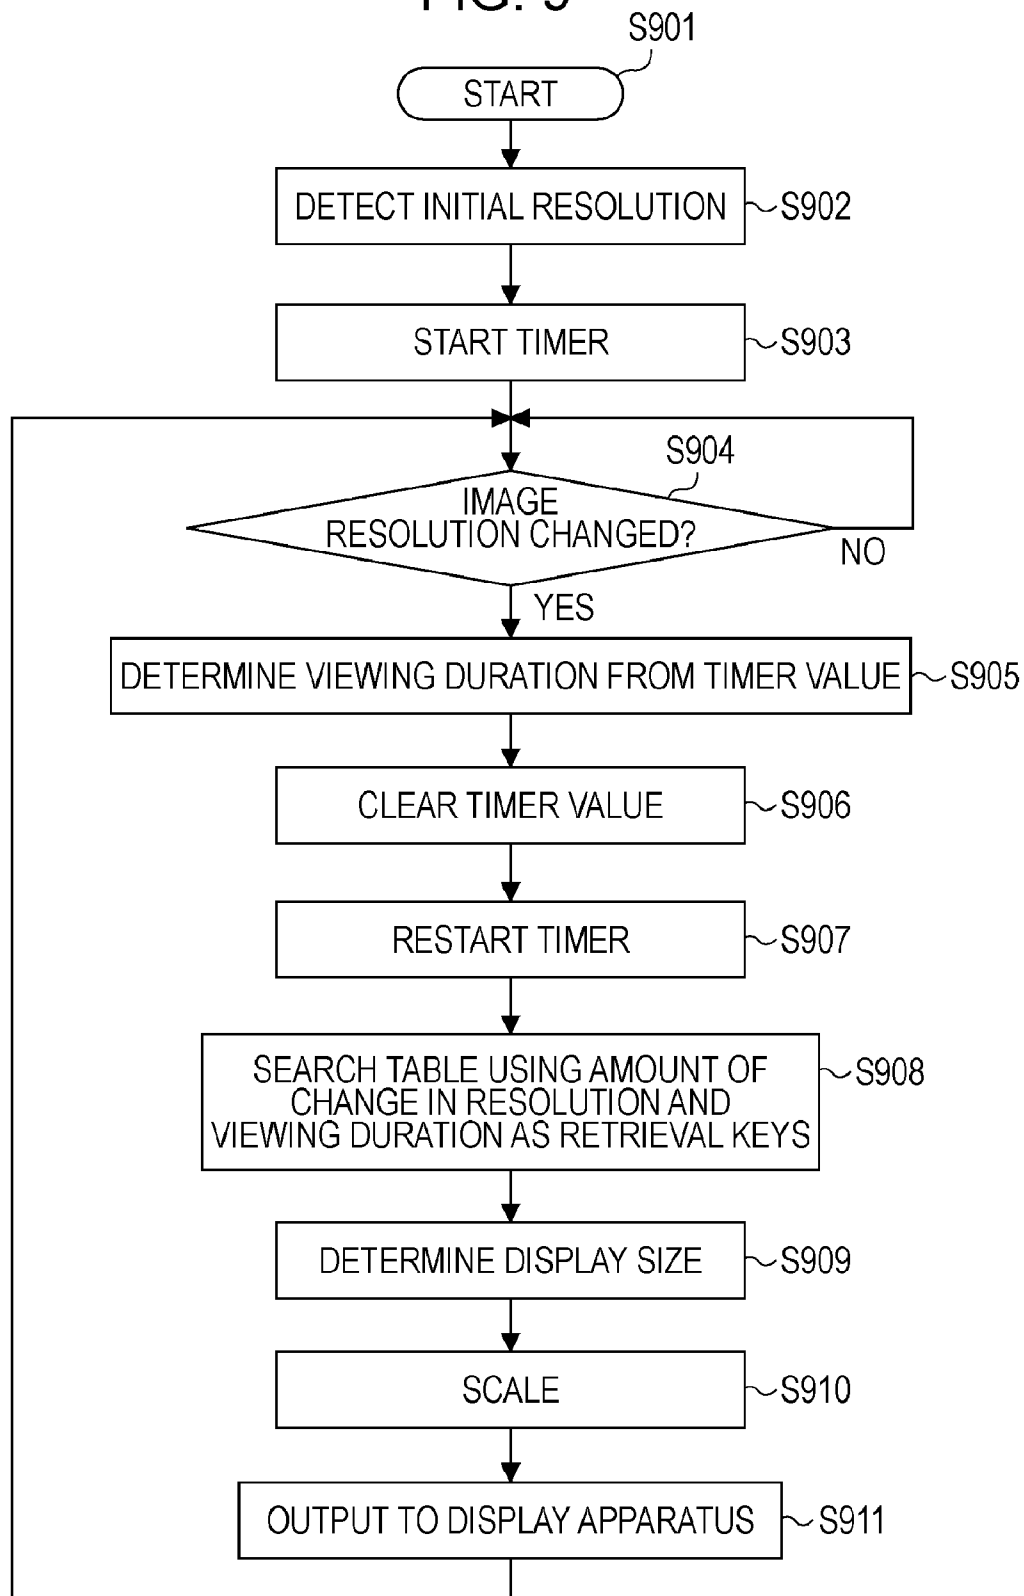 FIG. 9
S901
START
DETECT INITIAL RESOLUTION
S902
START TIMER
S903
S904
IMAGE
RESOLUTION CHANGED?
NO
YES
DETERMINE VIEWING DURATION FROM TIMER VALUE
S905
CLEAR TIMER VALUE
S906
RESTART TIMER
S907
SEARCH TABLE USING AMOUNT OF
CHANGE IN RESOLUTION AND
VIEWING DURATION AS RETRIEVAL KEYS
S908
DETERMINE DISPLAY SIZE
S909
SCALE
S910
OUTPUT TO DISPLAY APPARATUS
S911